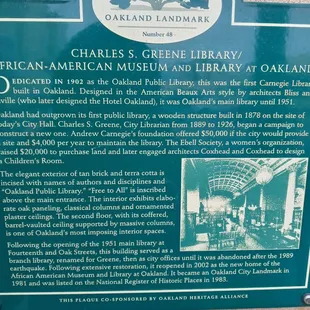 OAKLAND LANDMARK
Number 48
CHARLES S. GREENE LIBRARY/
AFRICAN-AMERICAN MUSEUM AND LIBRARY AT OAKLAND
DEDICATED IN 1902 as the Oakland Public Library, this was the first Carnegie Library
built in Oakland. Designed in the American Beaux Arts style by architects Bliss and
ville (who later designed the Hotel Oakland), it was Oakland's main library until 1951.
Oakland had outgrown its first public library, a wooden structure built in 1878 on the site of
today's City Hall. Charles S. Greene, City Librarian from 1889 to 1926, began a campaign to
construct a new one. Andrew Carnegie's foundation offered $50,000 if the city would provide
a site and $4,000 per year to maintain the library. The Ebell Society, a women's organization,
raised $20,000 to purchase land and later engaged architects Coxhead and Coxhead to design
a Children's Room.
The elegant exterior of tan brick and terra cotta is
incised with names of authors and disciplines and
"Oakland Public Library." "Free to All" is inscribed
above the main entrance. The interior exhibits elabo-
rate oak paneling, classical columns and ornamented
plaster ceilings. The second floor, with its coffered,
barrel-vaulted ceiling supported by massive columns,
is one of Oakland's most imposing interior spaces.
Following the opening of the 1951 main library at
Fourteenth and Oak Streets, this building served as a
branch library, renamed for Greene, then as city offices until it was abandoned after the 1989
earthquake. Following extensive restoration, it reopened in 2002 as the new home of the
African American Museum and Library at Oakland. It became an Oakland City Landmark in
1981 and was listed on the National Register of Historic Places in 1983.
THIS PLAQUE CO-SPONSORED BY OAKLAND HERITAGE ALLIANCE